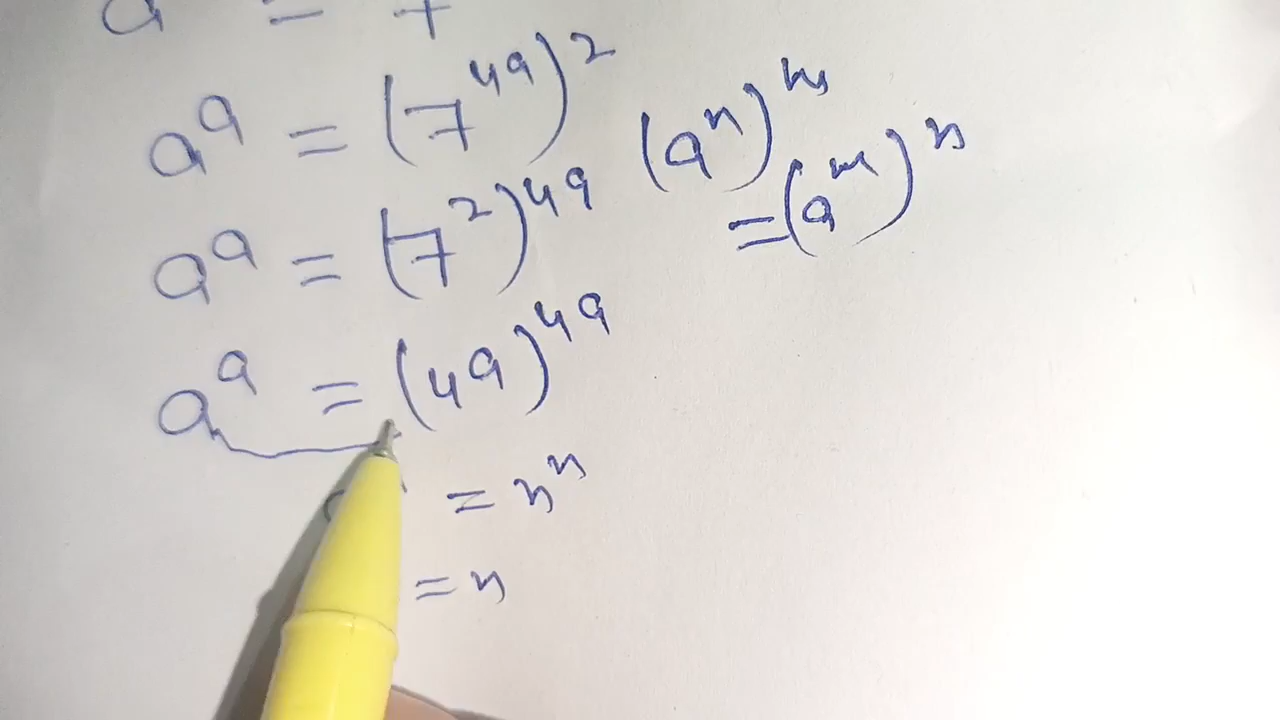 a^a = (7^49)^2
a^a = (7^2)^49
(a^n)^m
= (a^m)^n
a^a = (49)^49
= n^n
= n